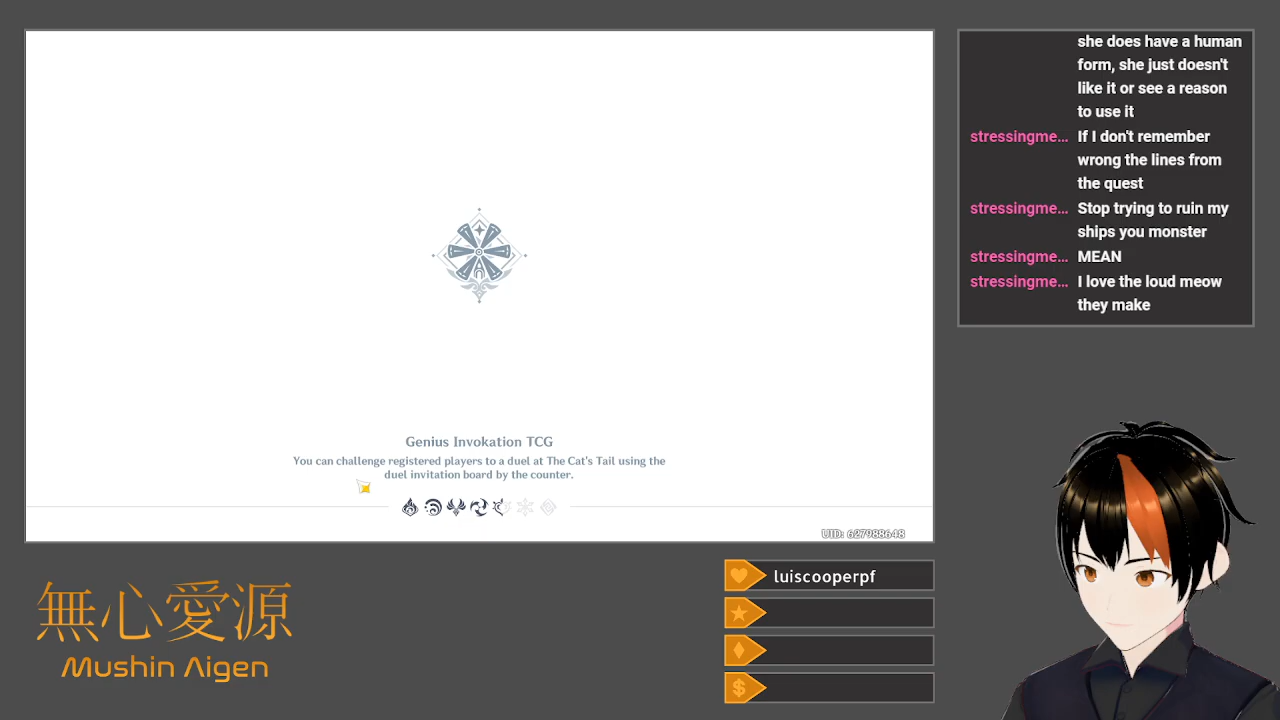 she does have a human
form, she just doesn't
like it or see a reason
to use it
stressingme... If I don't remember
wrong the lines from
the quest
stressingme... Stop trying to ruin my
ships you monster
stressingme... MEAN
stressingme... I love the loud meow
they make
Genius Invokation TCG
You can challenge registered players to a duel at The Cat's Tail using the
duel invitation board by the counter.
UID: 627988648
無心愛源
Mushin Aigen
luiscooperpf
$